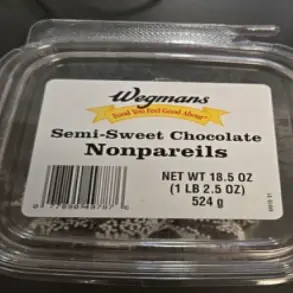 Wegmans
Food You Feel Good About
Semi-Sweet Chocolate
Nonpareils
NET WT 18.5 OZ
(1 LB 2.5 OZ)
524 g